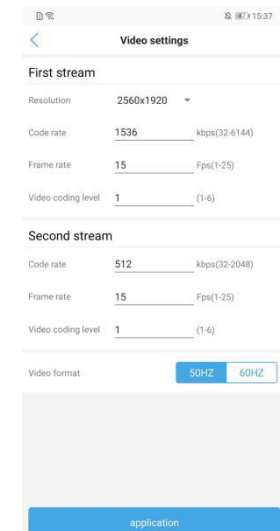 15:37
Video settings
First stream
Resolution 2560x1920
Code rate 1536 kbps(32-6144)
Frame rate 15 Fps(1-25)
Video coding level 1 (1-6)
Second stream
Code rate 512 kbps(32-2048)
Frame rate 15 Fps(1-25)
Video coding level 1 (1-6)
Video format 50HZ 60HZ
application